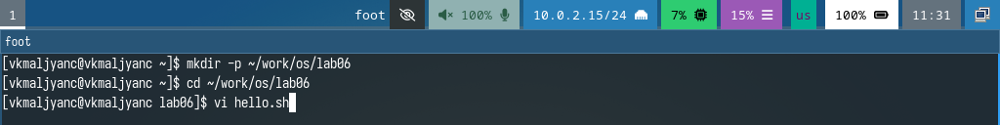 1 foot 100% 10.0.2.15/24 7% 15% us 100% 11:31
foot
[vkmaljyanc@vkmaljyanc ~]$ mkdir -p ~/work/os/lab06
[vkmaljyanc@vkmaljyanc ~]$ cd ~/work/os/lab06
[vkmaljyanc@vkmaljyanc lab06]$ vi hello.sh